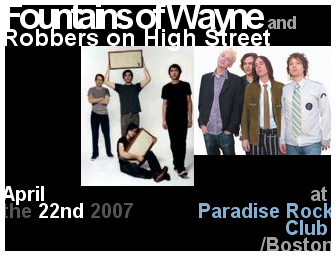 Fountains of Wayne and
Robbers on High Street
April
the 22nd 2007
at
Paradise Rock
Club
/Boston